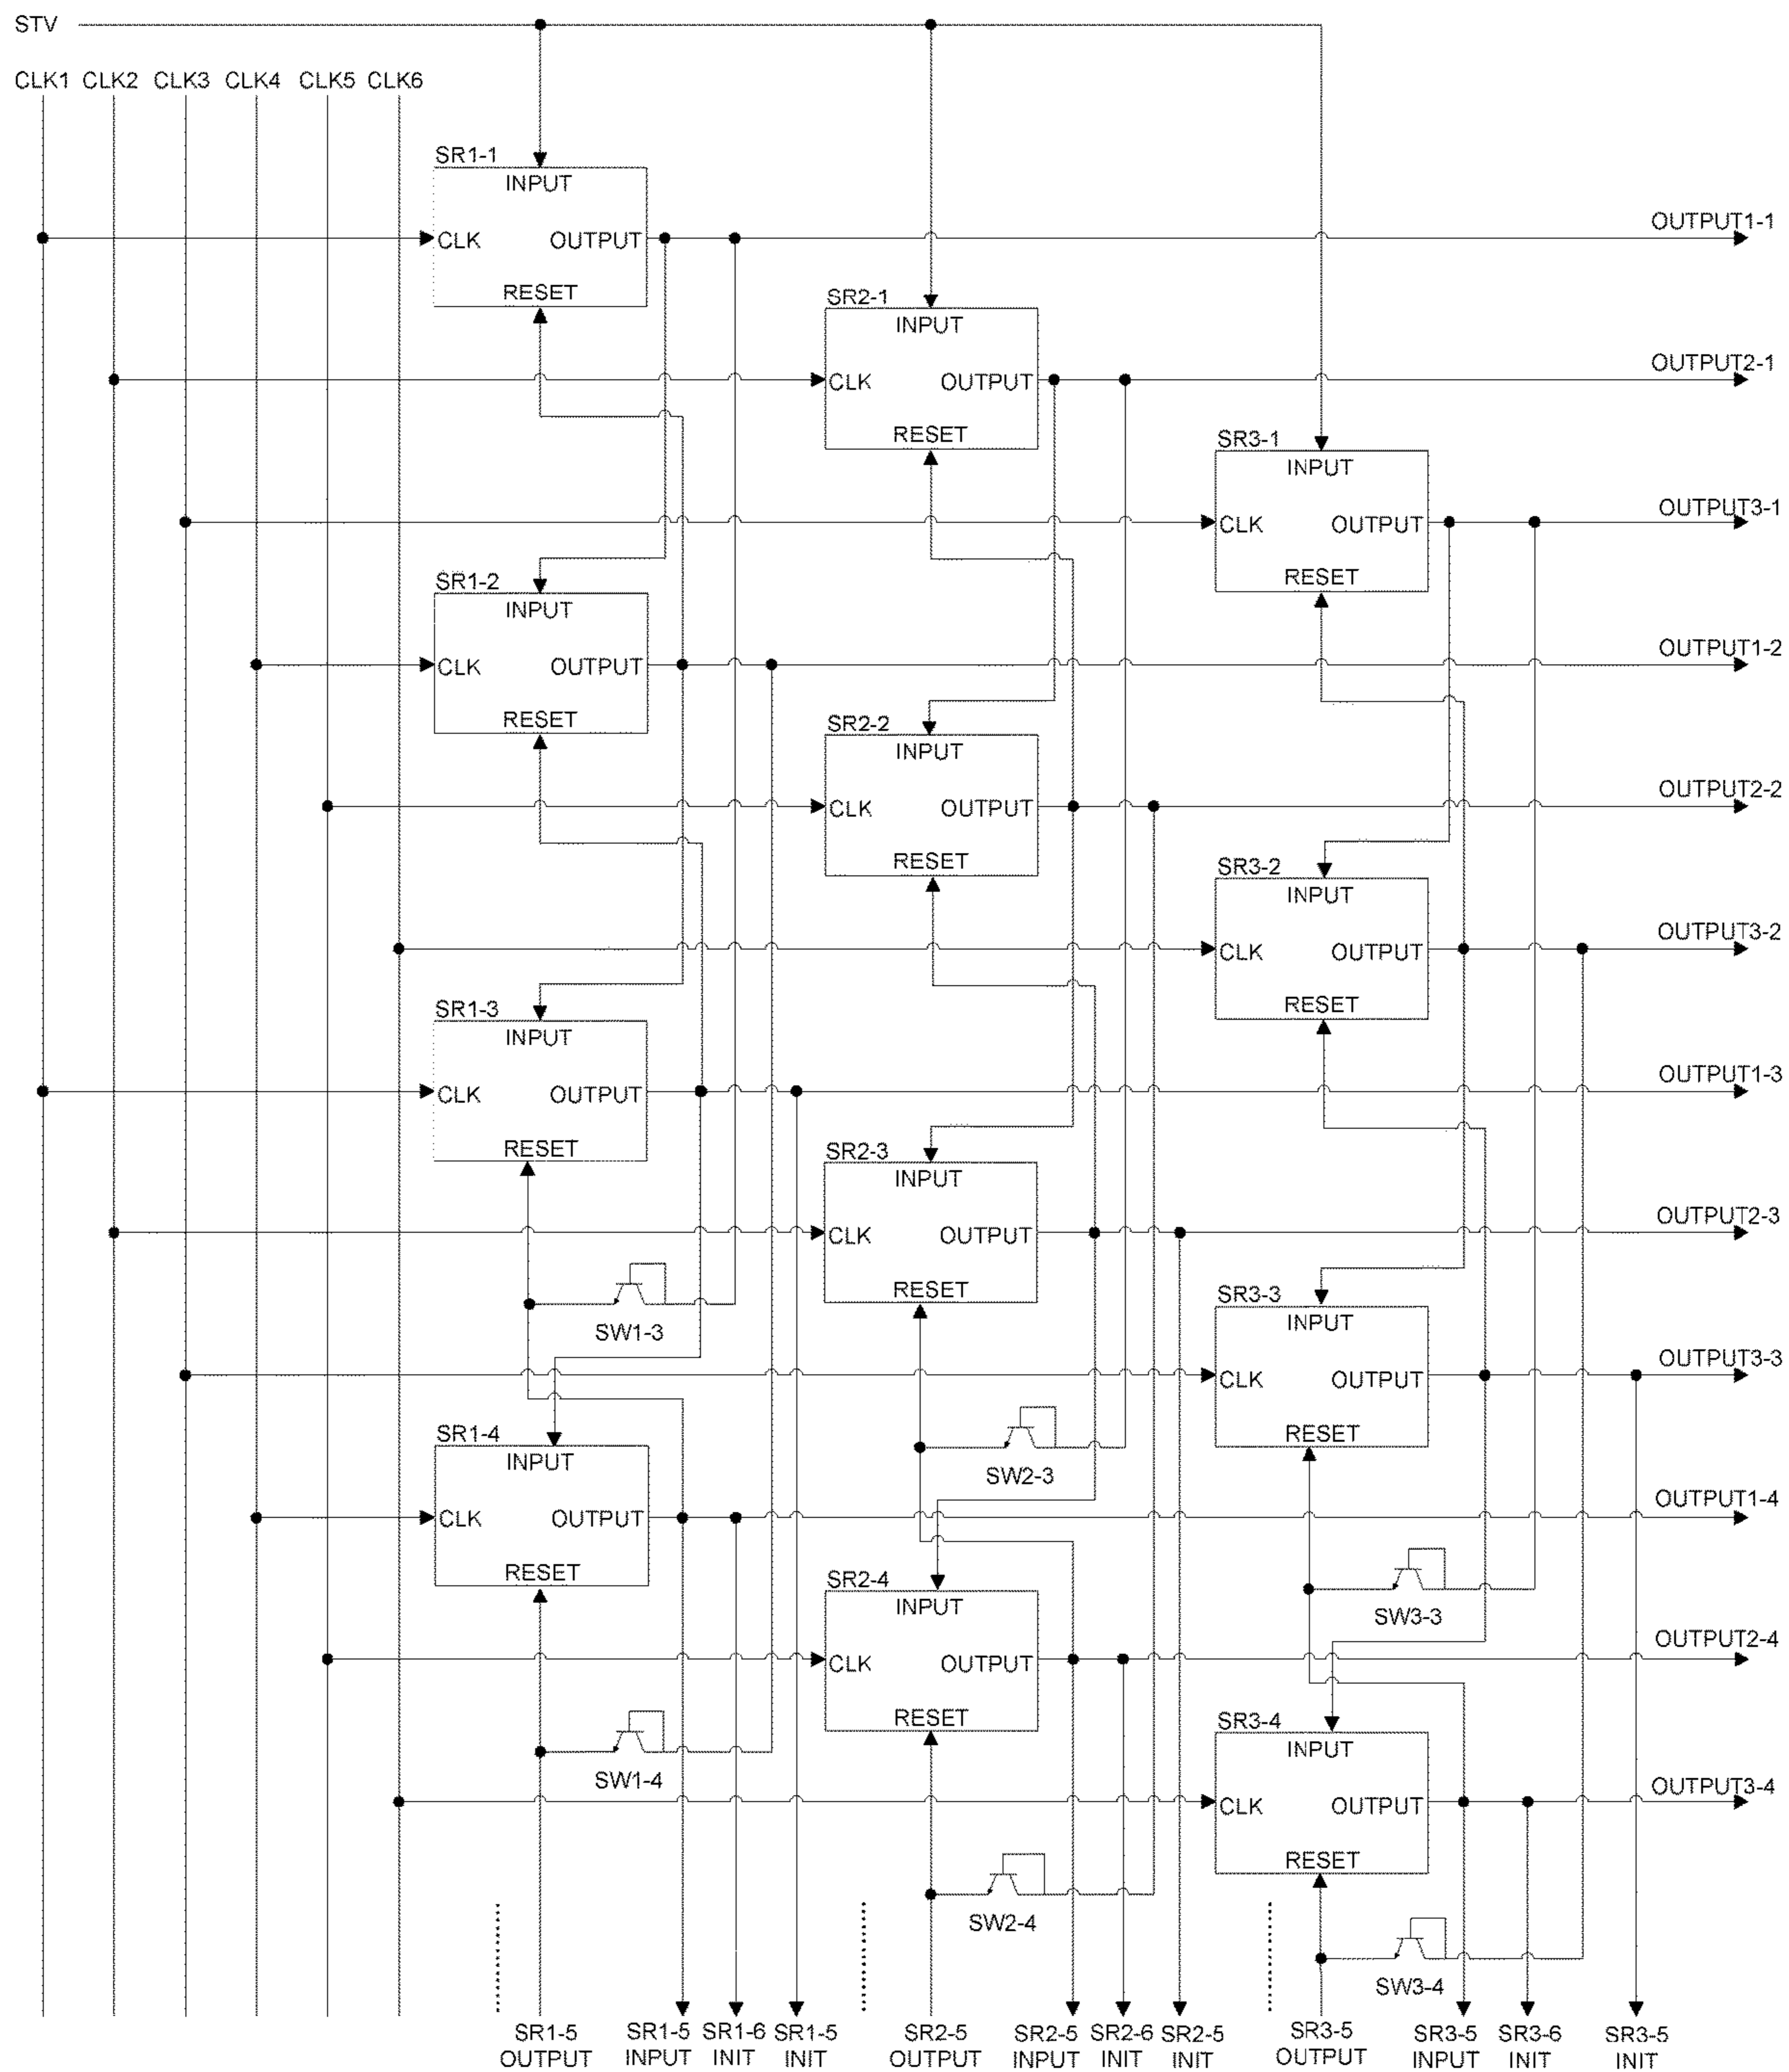 STV
CLK1 CLK2 CLK3 CLK4 CLK5 CLK6
SR1-1
INPUT
CLK OUTPUT
RESET
OUTPUT1-1
SR2-1
INPUT
CLK OUTPUT
RESET
OUTPUT2-1
SR3-1
INPUT
CLK OUTPUT
RESET
OUTPUT3-1
SR1-2
INPUT
CLK OUTPUT
RESET
OUTPUT1-2
SR2-2
INPUT
CLK OUTPUT
RESET
OUTPUT2-2
SR3-2
INPUT
CLK OUTPUT
RESET
OUTPUT3-2
SR1-3
INPUT
CLK OUTPUT
RESET
OUTPUT1-3
SW1-3
SR2-3
INPUT
CLK OUTPUT
RESET
OUTPUT2-3
SW2-3
SR3-3
INPUT
CLK OUTPUT
RESET
OUTPUT3-3
SW3-3
SR1-4
INPUT
CLK OUTPUT
RESET
OUTPUT1-4
SW1-4
SR2-4
INPUT
CLK OUTPUT
RESET
OUTPUT2-4
SW2-4
SR3-4
INPUT
CLK OUTPUT
RESET
OUTPUT3-4
SW3-4
SR1-5 OUTPUT
SR1-5 INPUT
SR1-6 INIT
SR1-5 INIT
SR2-5 OUTPUT
SR2-5 INPUT
SR2-6 INIT
SR2-5 INIT
SR3-5 OUTPUT
SR3-5 INPUT
SR3-6 INIT
SR3-5 INIT